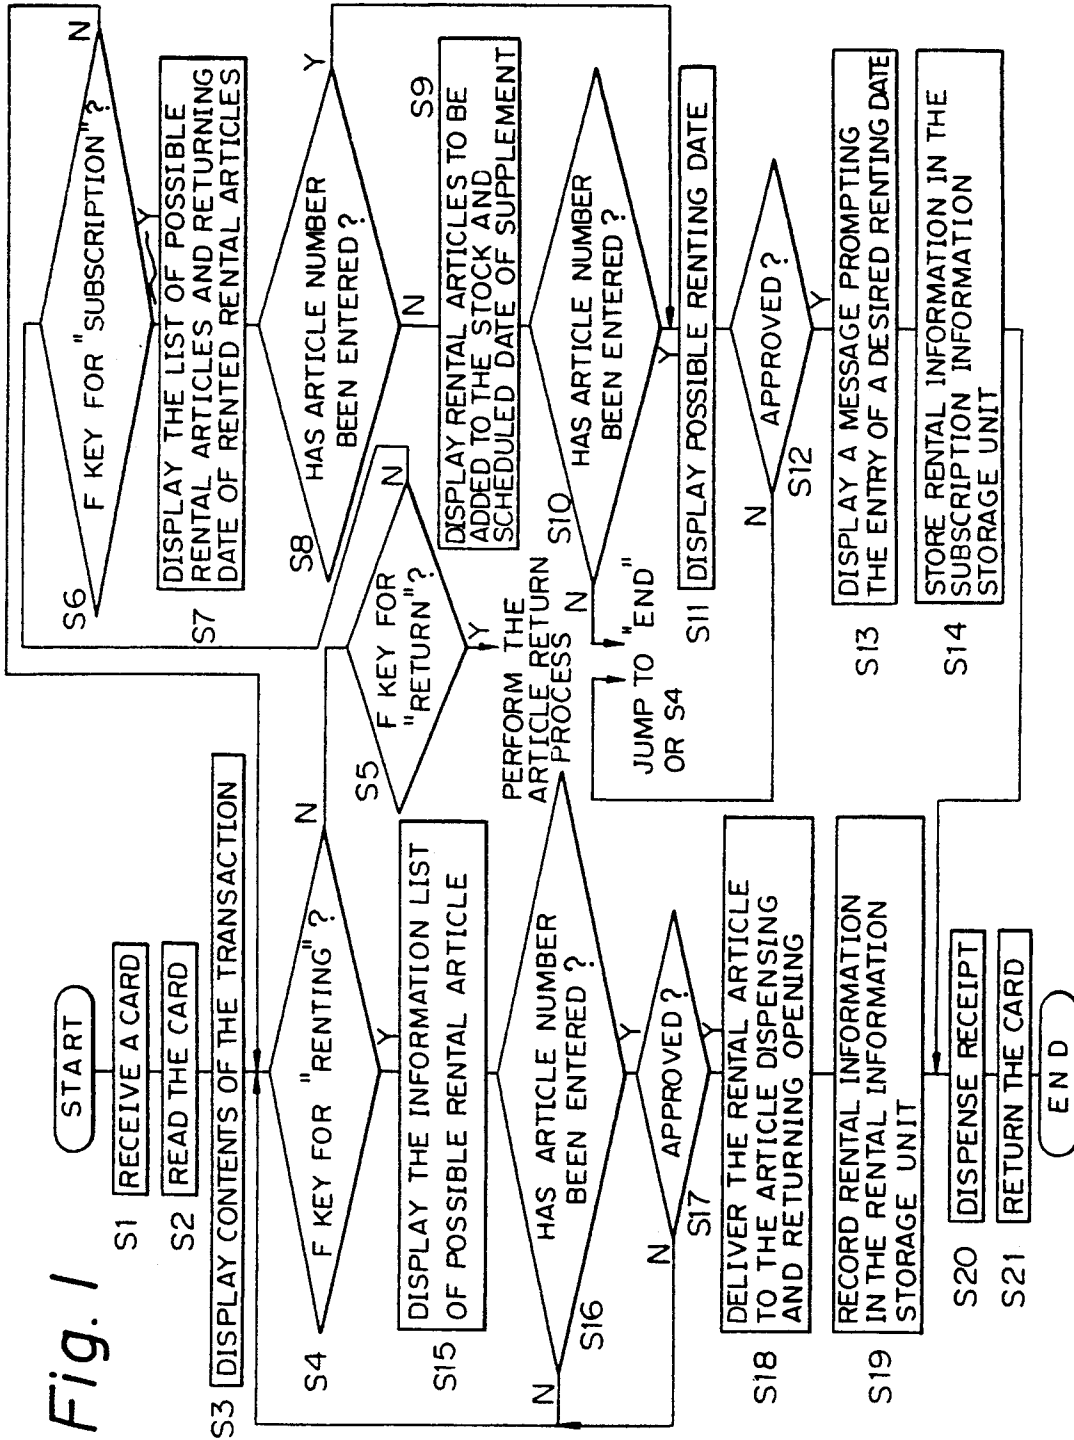 Fig. 1
START
S1
RECEIVE A CARD
S2
READ THE CARD
S3
DISPLAY CONTENTS OF THE TRANSACTION
S4
F KEY FOR "RENTING"?
N
Y
S15
DISPLAY THE INFORMATION LIST
OF POSSIBLE RENTAL ARTICLE
S16
HAS ARTICLE NUMBER
BEEN ENTERED?
N
Y
S17
APPROVED?
N
Y
S18
DELIVER THE RENTAL ARTICLE
TO THE ARTICLE DISPENSING
AND RETURNING OPENING
S19
RECORD RENTAL INFORMATION
IN THE RENTAL INFORMATION
STORAGE UNIT
S20
DISPENSE RECEIPT
S21
RETURN THE CARD
END
S5
F KEY FOR
"RETURN"?
N
Y
PERFORM THE
ARTICLE RETURN
PROCESS
S6
F KEY FOR "SUBSCRIPTION"?
N
Y
S7
DISPLAY THE LIST OF POSSIBLE
RENTAL ARTICLES AND RETURNING
DATE OF RENTED RENTAL ARTICLES
S8
HAS ARTICLE NUMBER
BEEN ENTERED?
Y
N
S9
DISPLAY RENTAL ARTICLES TO BE
ADDED TO THE STOCK AND
SCHEDULED DATE OF SUPPLEMENT
S10
HAS ARTICLE NUMBER
BEEN ENTERED?
N
Y
JUMP TO "END"
OR S4
S11
DISPLAY POSSIBLE RENTING DATE
S12
APPROVED?
N
Y
S13
DISPLAY A MESSAGE PROMPTING
THE ENTRY OF A DESIRED RENTING DATE
S14
STORE RENTAL INFORMATION IN THE
SUBSCRIPTION INFORMATION
STORAGE UNIT